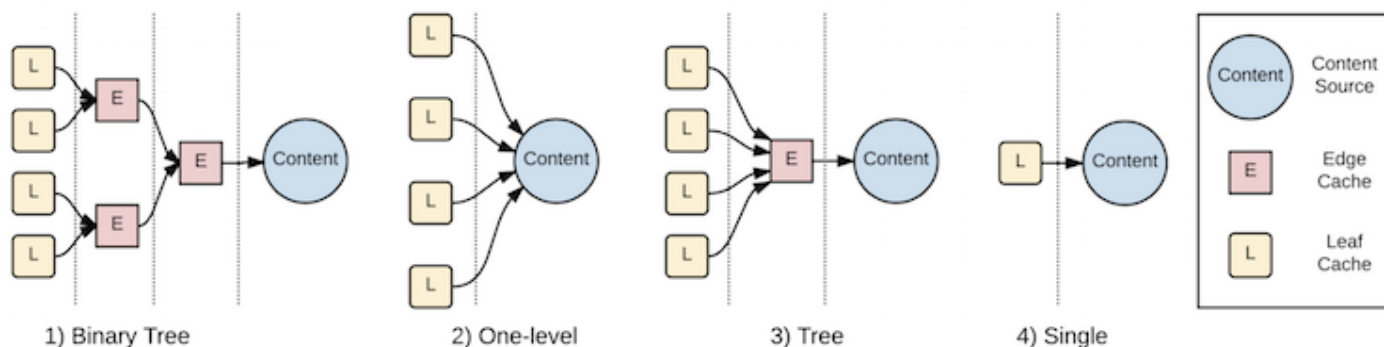 L
L
L
L
E
E
E
Content
1) Binary Tree
L
L
L
L
Content
2) One-level
L
L
L
L
E
Content
3) Tree
L
Content
4) Single
Content
Content
Source
E
Edge
Cache
L
Leaf
Cache